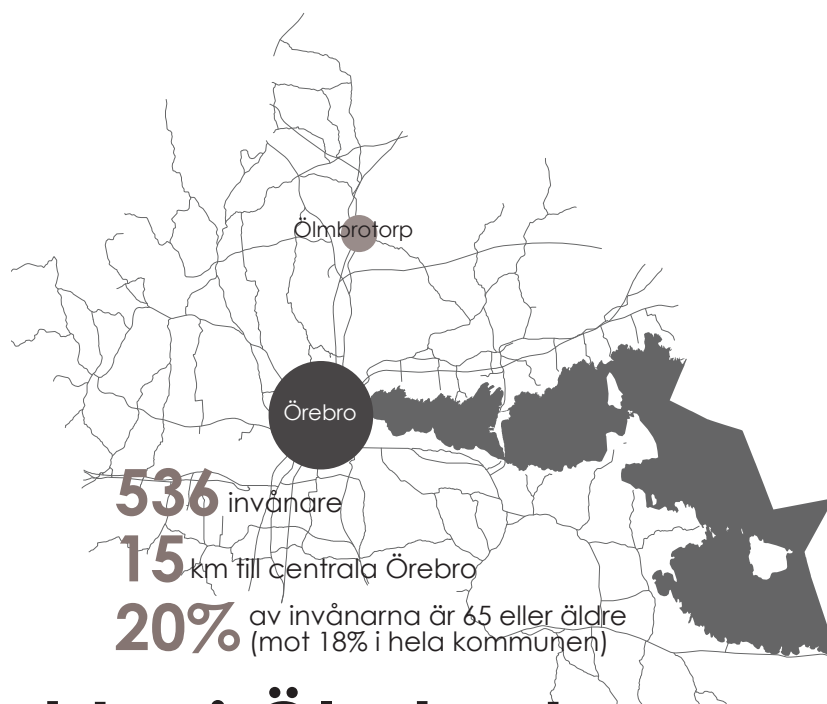 Ölmbrotorp
Örebro
536 invånare
15 km till centrala Örebro
20% av invånarna är 65 eller äldre
(mot 18% i hela kommunen)